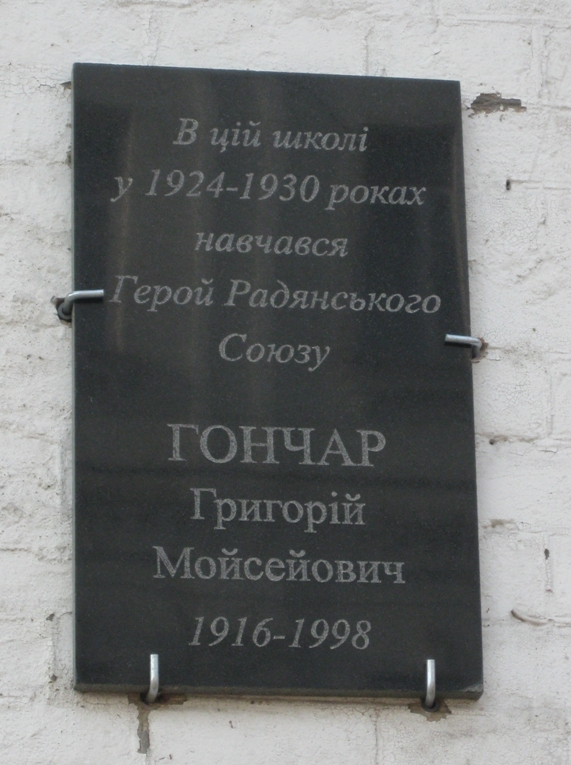 В цій школі
у 1924-1930 роках
навчався
Герой Радянського
Союзу
ГОНЧАР
Григорій
Мойсейович
1916-1998